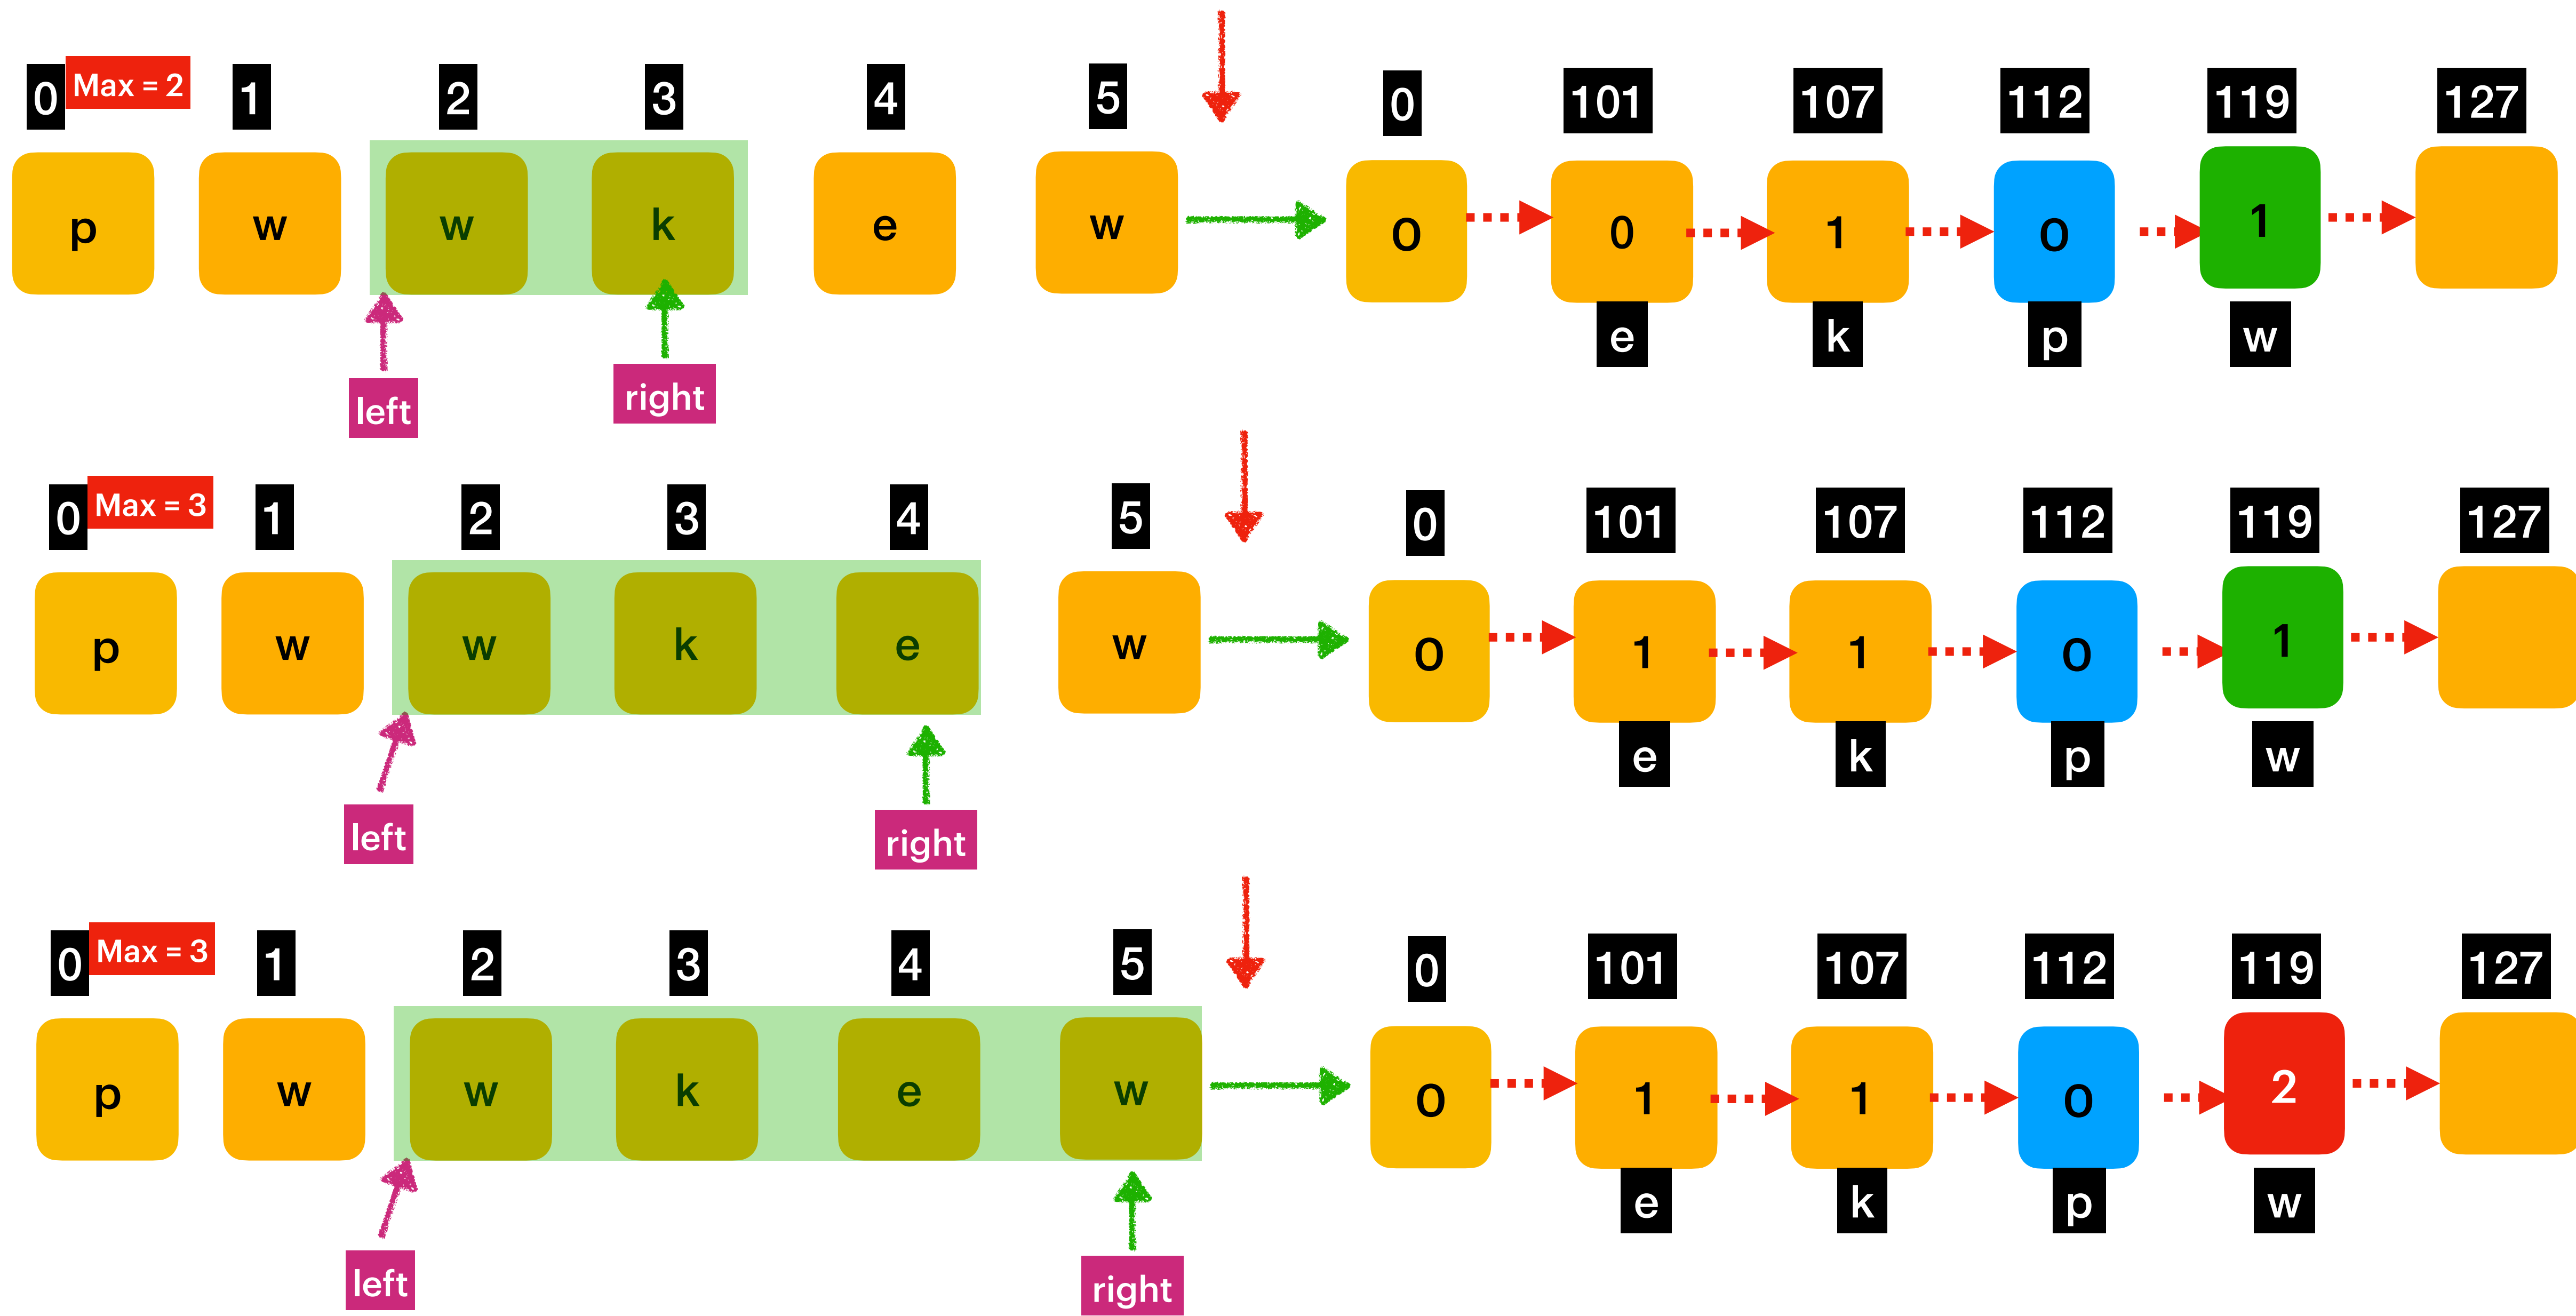 0 Max = 2 1 2 3 4 5 0 101 107 112 119 127
p w w k e w 0 0 1 0 1
e k p w
left right
0 Max = 3 1 2 3 4 5 0 101 107 112 119 127
p w w k e w 0 1 1 0 1
e k p w
left right
0 Max = 3 1 2 3 4 5 0 101 107 112 119 127
p w w k e w 0 1 1 0 2
e k p w
left right